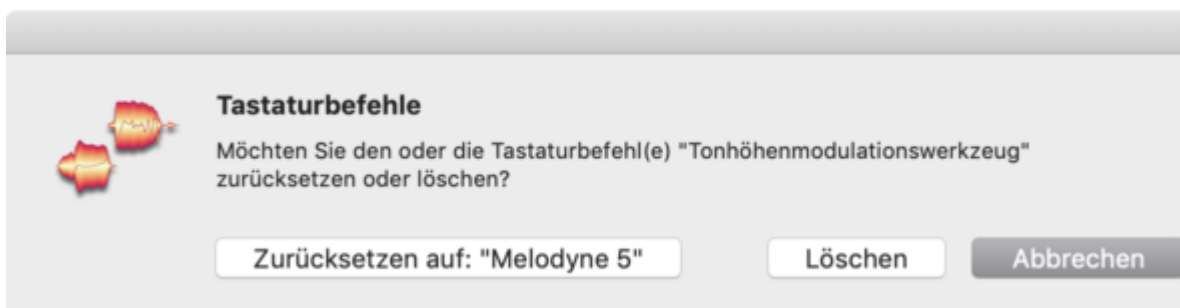 Tastaturbefehle
Möchten Sie den oder die Tastaturbefehl(e) "Tonhöhenmodulationswerkzeug"
zurücksetzen oder löschen?
Zurücksetzen auf: "Melodyne 5" Löschen Abbrechen